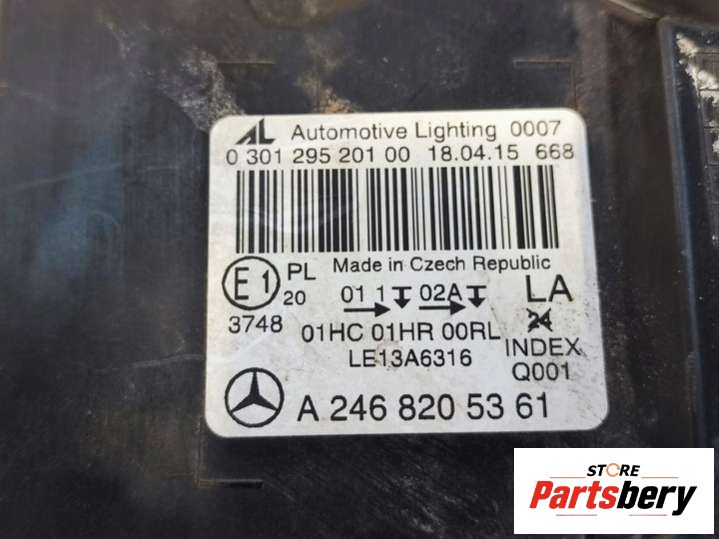 AL Automotive Lighting 0007
0 301 295 201 00 18.04.15 668
Made in Czech Republic
E1 PL 01 1 02A LA
20
3748 24
01HC 01HR 00RL INDEX
LE13A6316 Q001
A 246 820 53 61
STORE
Partsbery